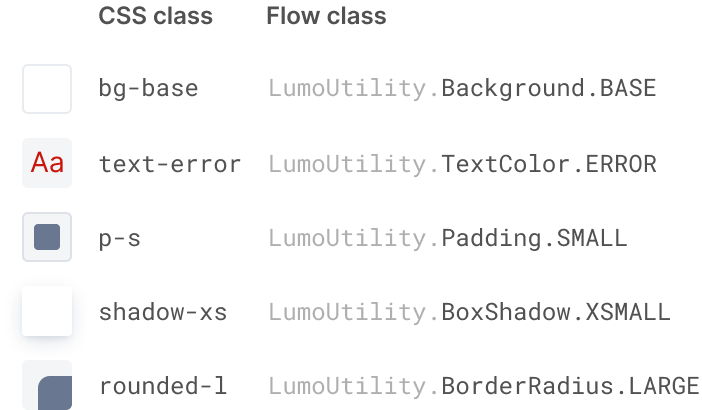 CSS class Flow class
bg-base LumoUtility.Background.BASE
Aa text-error LumoUtility.TextColor.ERROR
p-s LumoUtility.Padding.SMALL
shadow-xs LumoUtility.BoxShadow.XSMALL
rounded-l LumoUtility.BorderRadius.LARGE